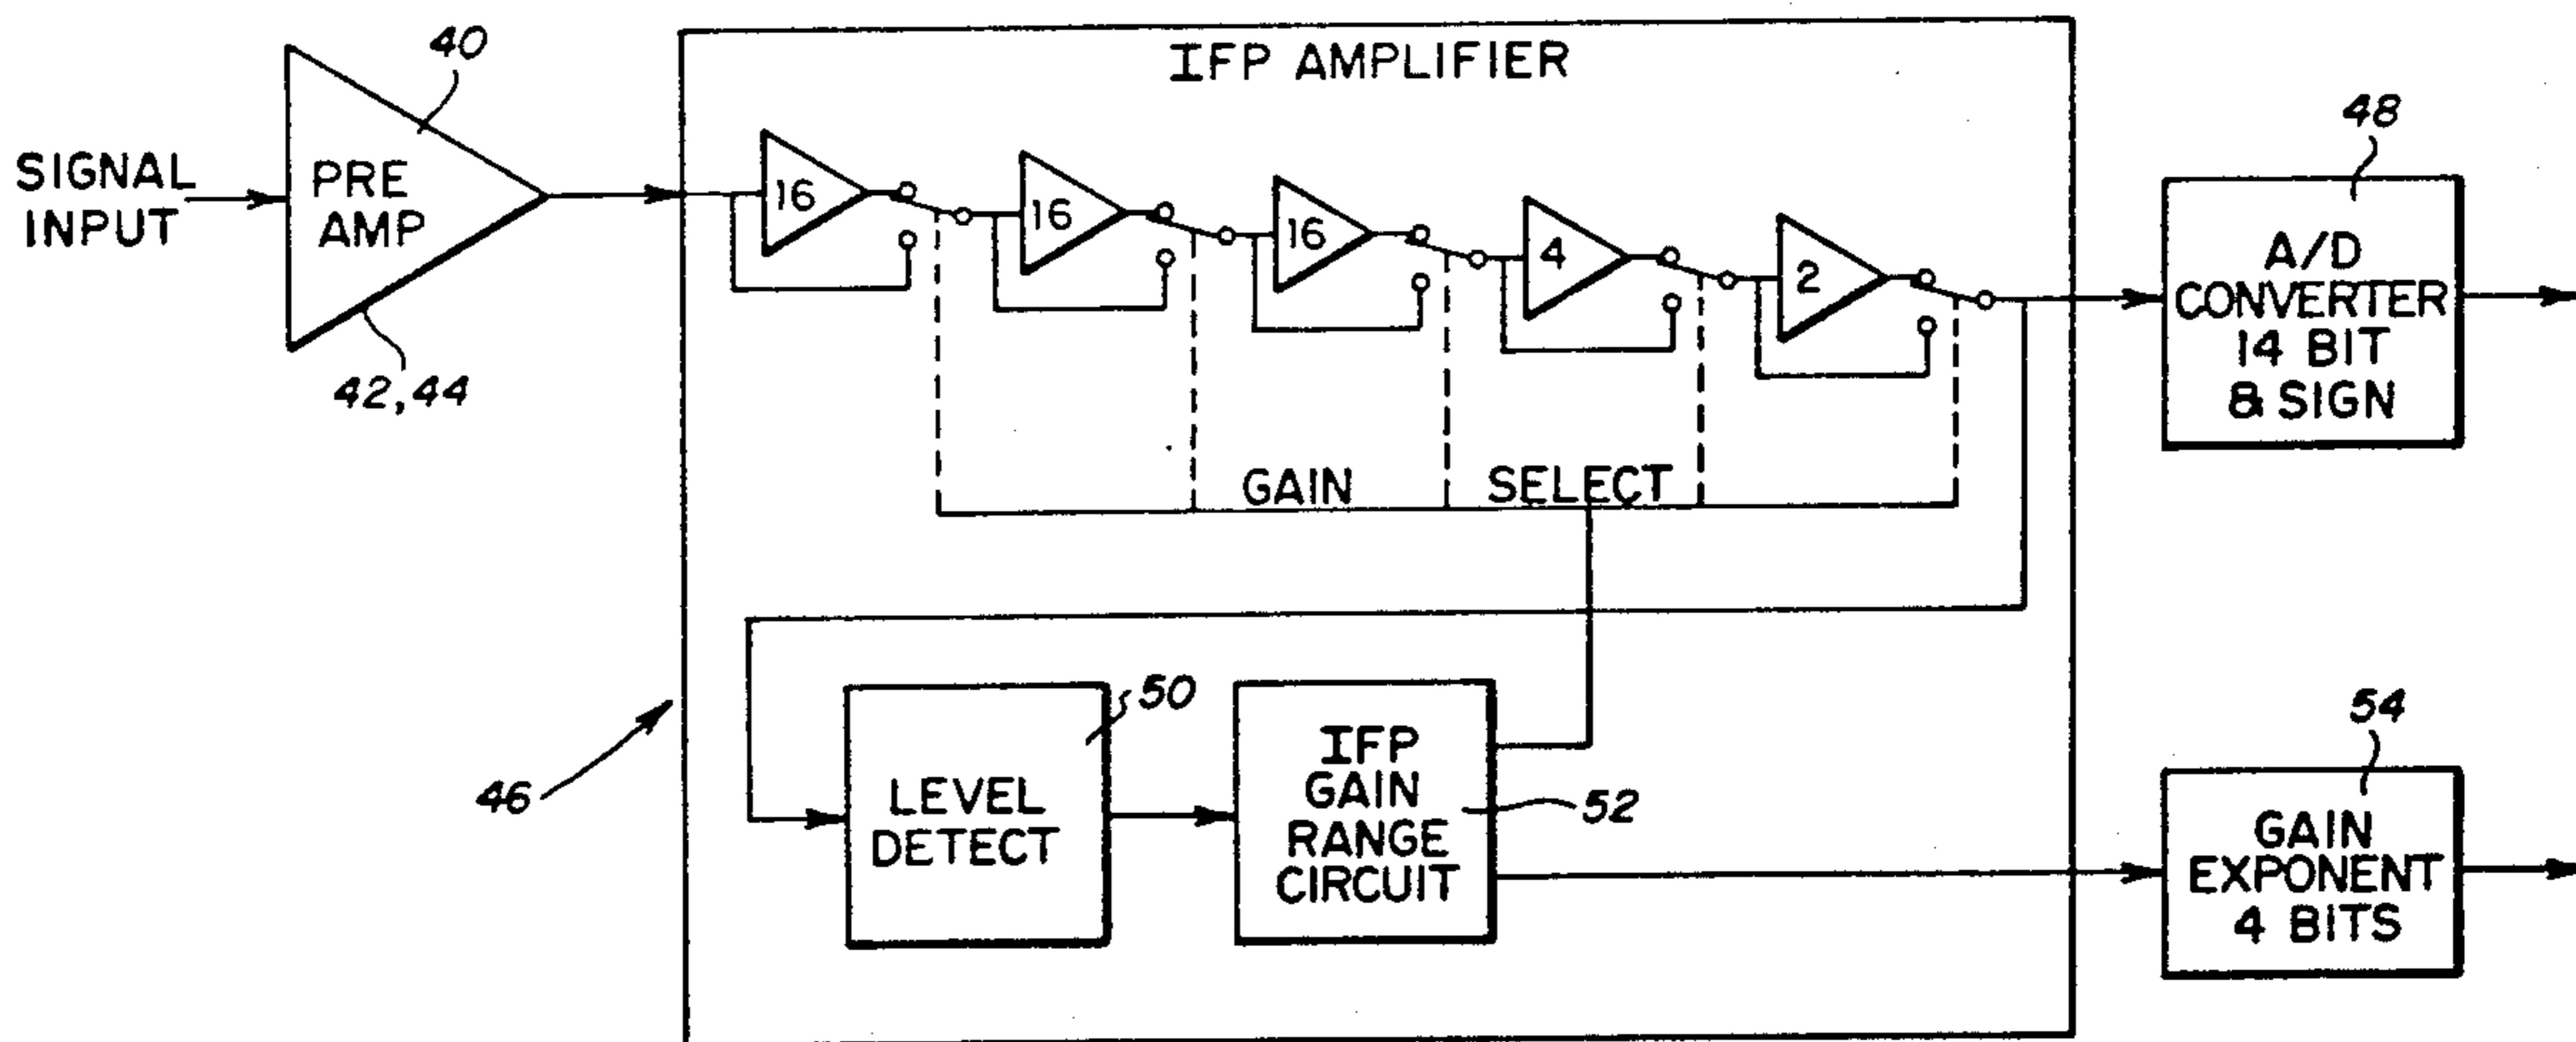 IFP AMPLIFIER
40
SIGNAL
INPUT
PRE
AMP
42,44
16
16
16
4
2
48
A/D
CONVERTER
14 BIT
& SIGN
GAIN SELECT
46
50
LEVEL
DETECT
IFP
GAIN
RANGE
CIRCUIT
52
54
GAIN
EXPONENT
4 BITS